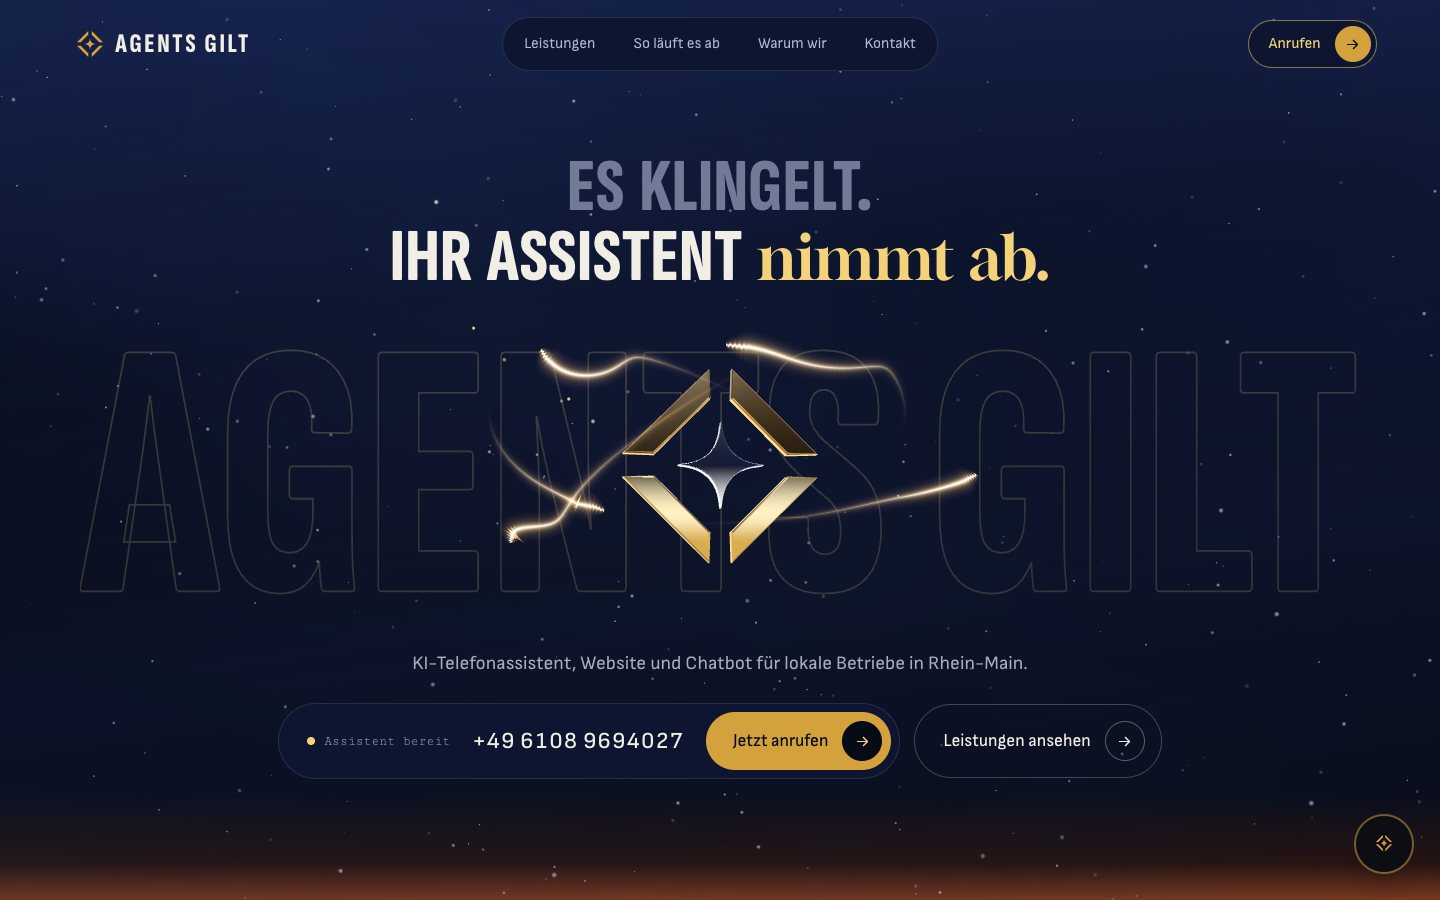 AGENTS GILT
Leistungen
So läuft es ab
Warum wir
Kontakt
Anrufen
ES KLINGELT.
IHR ASSISTENT nimmt ab.
AGENTS GILT
KI-Telefonassistent, Website und Chatbot für lokale Betriebe in Rhein-Main.
Assistent bereit
+49 6108 9694027
Jetzt anrufen
Leistungen ansehen